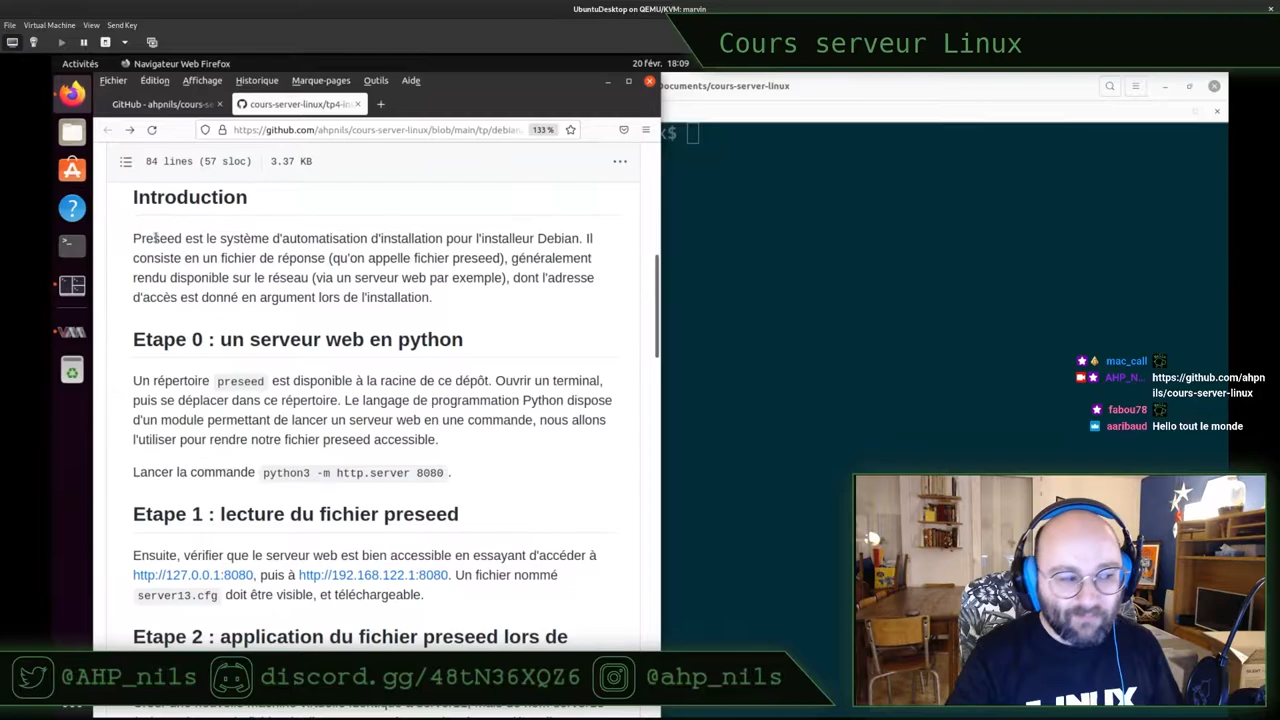 UbuntuDesktop on QEMU/KVM: marvin
File Virtual Machine View Send Key
Cours serveur Linux
Activités Navigateur Web Firefox 20 févr. 18:09
Fichier Édition Affichage Historique Marque-pages Outils Aide
Documents/cours-server-linux
GitHub - ahpnils/cours-se
cours-server-linux/tp4-in
https://github.com/ahpnils/cours-server-linux/blob/main/tp/debian 133 %
x$
84 lines (57 sloc) 3.37 KB
Introduction
Preseed est le système d'automatisation d'installation pour l'installeur Debian. Il
consiste en un fichier de réponse (qu'on appelle fichier preseed), généralement
rendu disponible sur le réseau (via un serveur web par exemple), dont l'adresse
d'accès est donné en argument lors de l'installation.
Etape 0 : un serveur web en python
Un répertoire preseed est disponible à la racine de ce dépôt. Ouvrir un terminal,
puis se déplacer dans ce répertoire. Le langage de programmation Python dispose
d'un module permettant de lancer un serveur web en une commande, nous allons
l'utiliser pour rendre notre fichier preseed accessible.
Lancer la commande python3 -m http.server 8080 .
Etape 1 : lecture du fichier preseed
Ensuite, vérifier que le serveur web est bien accessible en essayant d'accéder à
http://127.0.0.1:8080, puis à http://192.168.122.1:8080. Un fichier nommé
server13.cfg doit être visible, et téléchargeable.
Etape 2 : application du fichier preseed lors de
mac_call
AHP_N... https://github.com/ahpn
ils/cours-server-linux
fabou78
aaribaud Hello tout le monde
LINUX
@AHP_nils discord.gg/48tN36XQZ6 @ahp_nils